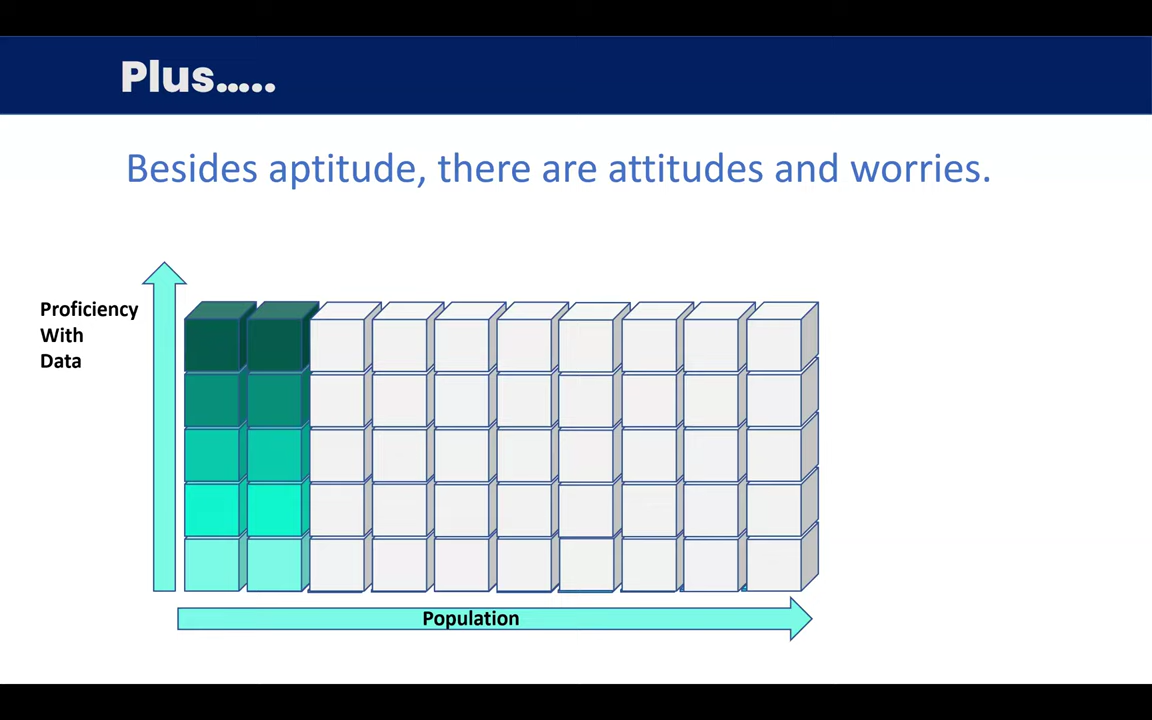 Plus.....
Besides aptitude, there are attitudes and worries.
Proficiency
With
Data
Population